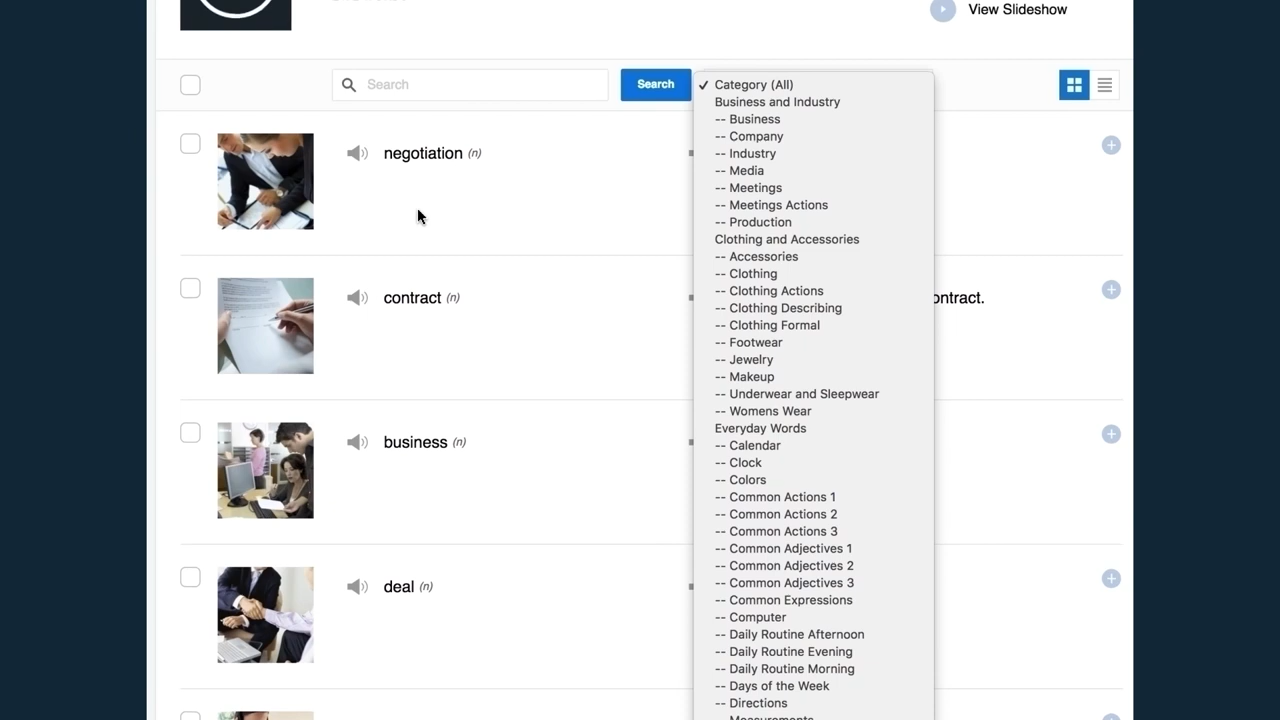 View Slideshow
Search
Search
✓ Category (All)
Business and Industry
-- Business
-- Company
-- Industry
-- Media
-- Meetings
-- Meetings Actions
-- Production
Clothing and Accessories
-- Accessories
-- Clothing
-- Clothing Actions
-- Clothing Describing
-- Clothing Formal
-- Footwear
-- Jewelry
-- Makeup
-- Underwear and Sleepwear
-- Womens Wear
Everyday Words
-- Calendar
-- Clock
-- Colors
-- Common Actions 1
-- Common Actions 2
-- Common Actions 3
-- Common Adjectives 1
-- Common Adjectives 2
-- Common Adjectives 3
-- Common Expressions
-- Computer
-- Daily Routine Afternoon
-- Daily Routine Evening
-- Daily Routine Morning
-- Days of the Week
-- Directions
-- Measurements
negotiation (n)
contract (n)
ontract.
business (n)
deal (n)